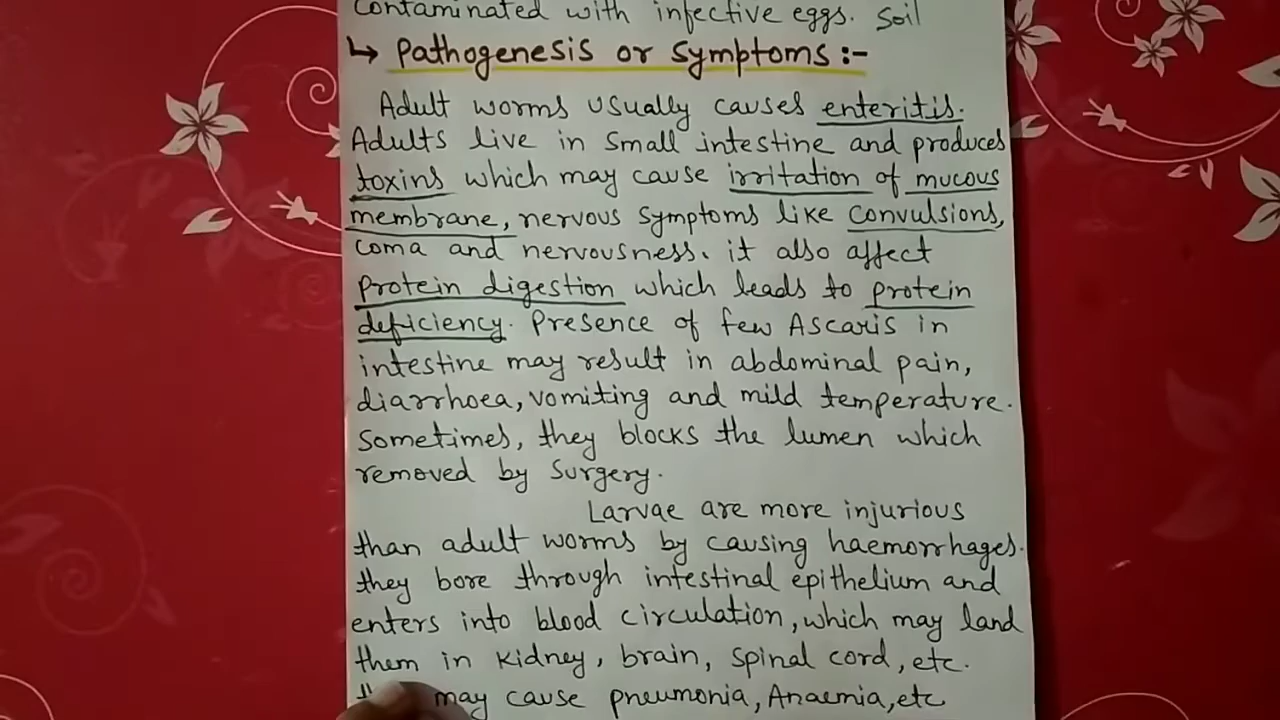 Contaminated with infective eggs. Soil
↳ Pathogenesis or Symptoms :-
Adult worms usually causes enteritis.
Adults live in small intestine and produces
toxins which may cause irritation of mucous
membrane, nervous symptoms like convulsions,
coma and nervousness. it also affect
protein digestion which leads to protein
deficiency. Presence of few Ascaris in
intestine may result in abdominal pain,
diarrhoea, vomiting and mild temperature.
Sometimes, they blocks the lumen which
removed by surgery.
Larvae are more injurious
than adult worms by causing haemorrhages.
they bore through intestinal epithelium and
enters into blood circulation, which may land
them in kidney, brain, spinal cord, etc.
may cause pneumonia, Anaemia, etc